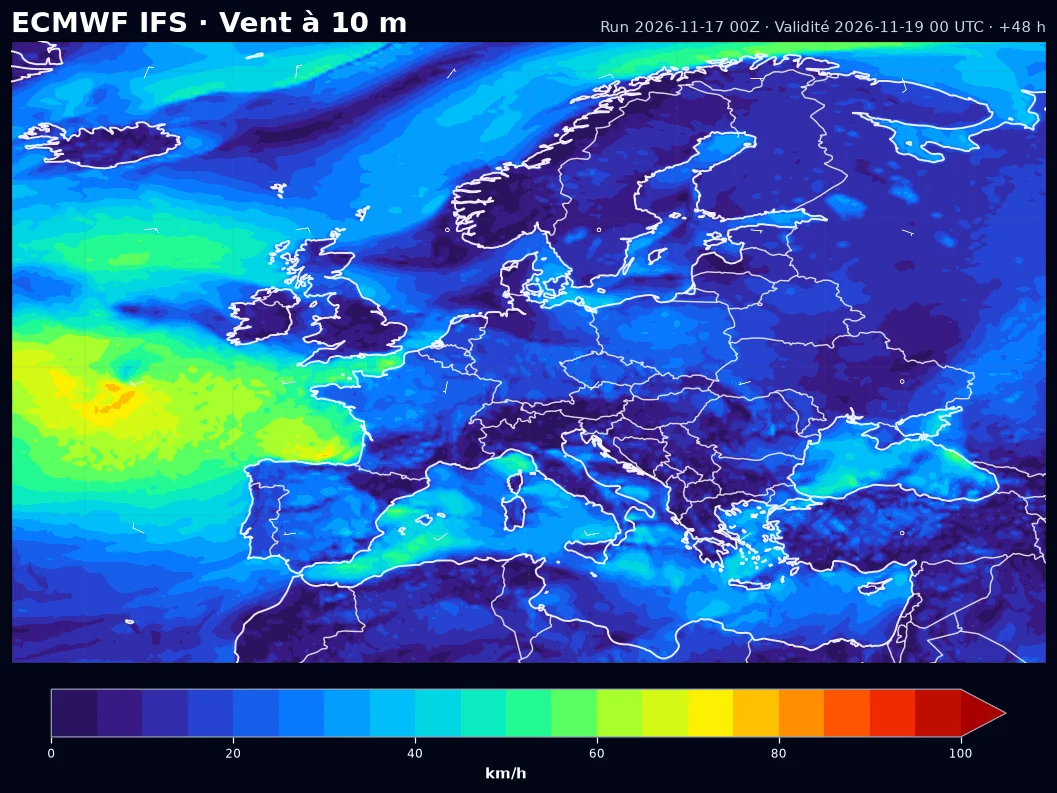 ECMWF IFS · Vent à 10 m
Run 2026-11-17 00Z · Validité 2026-11-19 00 UTC · +48 h
0 20 40 60 80 100
km/h